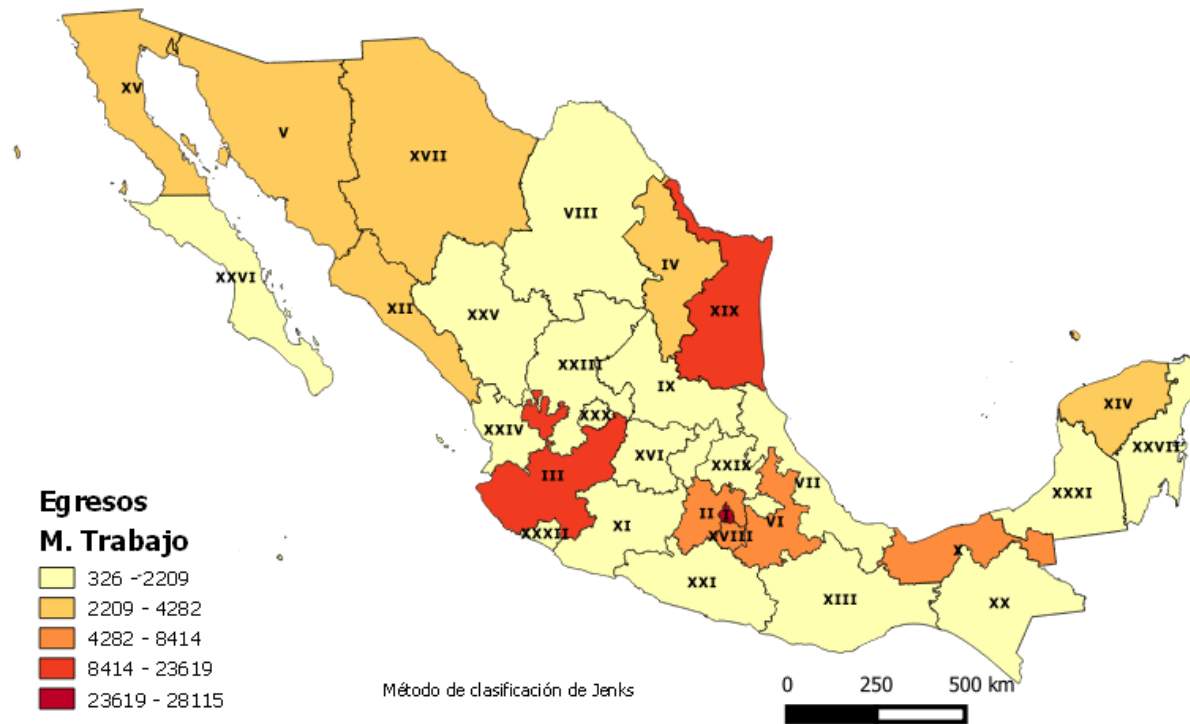 XV
V
XVII
VIII
XXVI
IV
XII
XIX
XXV
XXIII
IX
XXX
XXIV
XIV
XXVII
III
XVI
XXIX
VII
XXXI
II
I
VI
XVIII
XI
XXXII
X
XXI
XIII
XX
Egresos
M. Trabajo
326 - 2209
2209 - 4282
4282 - 8414
8414 - 23619
23619 - 28115
Método de clasificación de Jenks
0 250 500 km